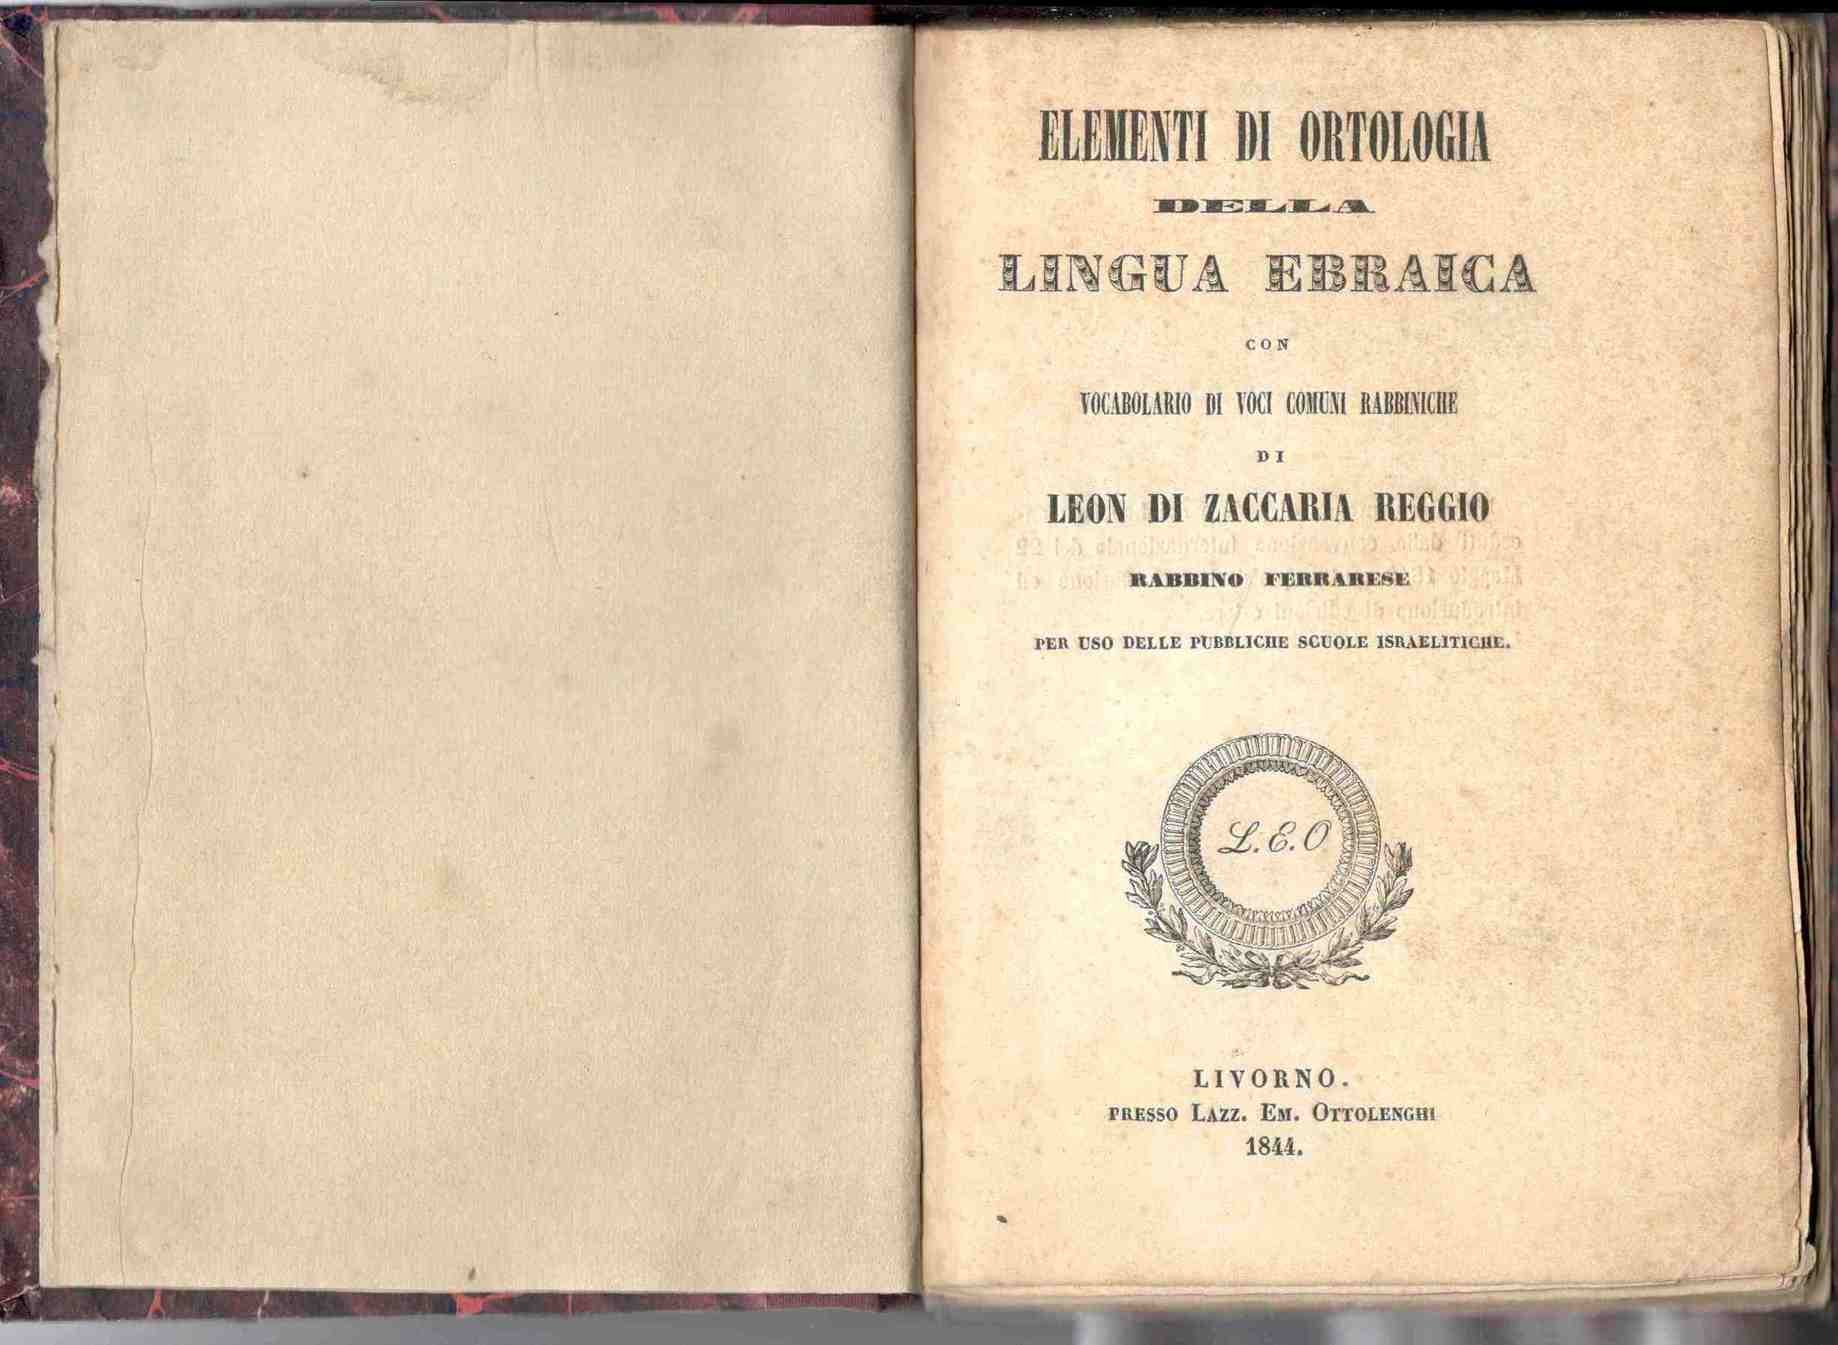 ELEMENTI DI ORTOLOGIA
DELLA
LINGUA EBRAICA
CON
VOCABOLARIO DI VOCI COMUNI RABBINICHE
DI
LEON DI ZACCARIA REGGIO
RABBINO FERRARESE
PER USO DELLE PUBBLICHE SCUOLE ISRAELITICHE.
L. E. O
LIVORNO.
PRESSO LAZZ. EM. OTTOLENGHI
1844.